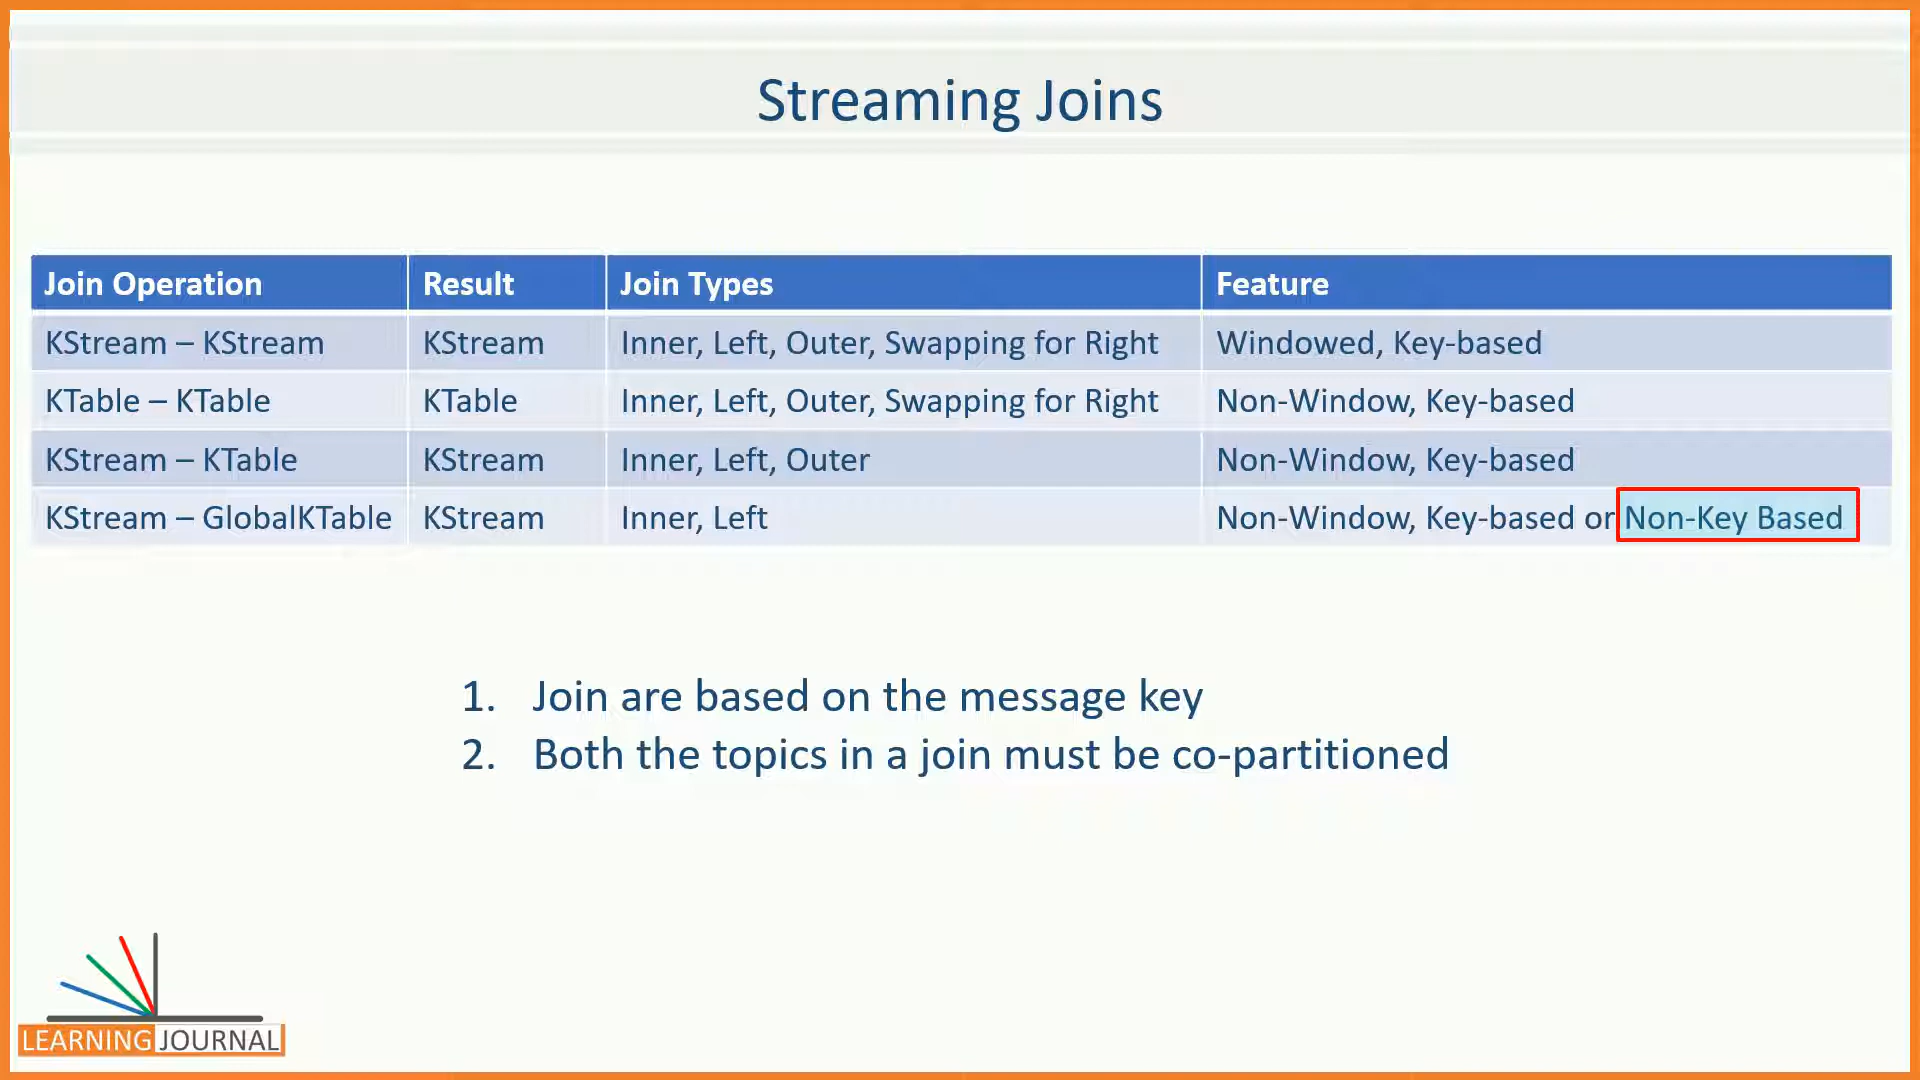 Streaming Joins
Join Operation Result Join Types Feature
KStream – KStream KStream Inner, Left, Outer, Swapping for Right Windowed, Key-based
KTable – KTable KTable Inner, Left, Outer, Swapping for Right Non-Window, Key-based
KStream – KTable KStream Inner, Left, Outer Non-Window, Key-based
KStream – GlobalKTable KStream Inner, Left Non-Window, Key-based or Non-Key Based
1. Join are based on the message key
2. Both the topics in a join must be co-partitioned
LEARNING JOURNAL